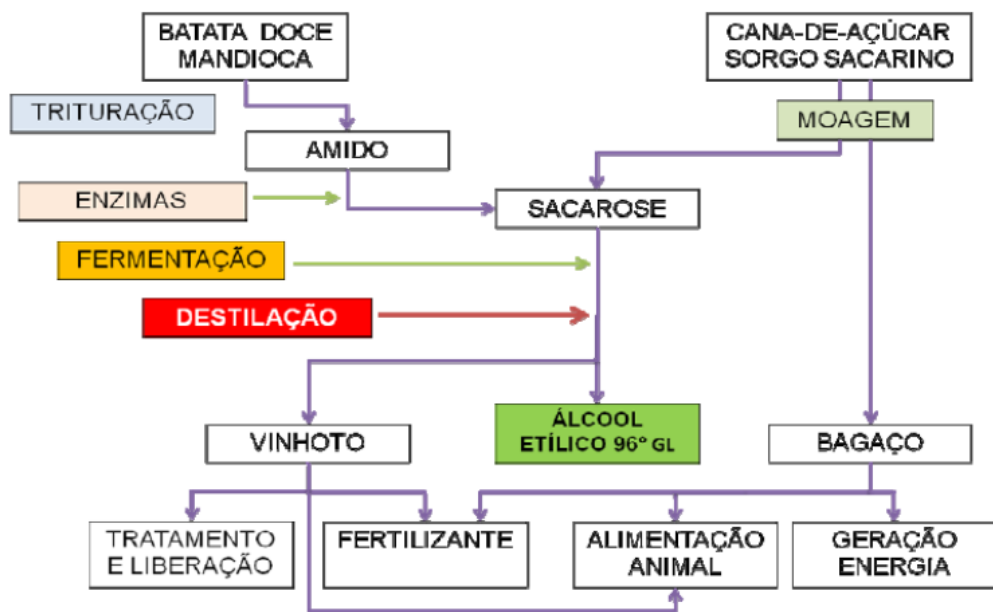 BATATA DOCE
MANDIOCA
CANA-DE-AÇÚCAR
SORGO SACARINO
TRITURAÇÃO
MOAGEM
AMIDO
ENZIMAS
SACAROSE
FERMENTAÇÃO
DESTILAÇÃO
ÁLCOOL
ETÍLICO 96º GL
VINHOTO
BAGAÇO
TRATAMENTO
E LIBERAÇÃO
FERTILIZANTE
ALIMENTAÇÃO
ANIMAL
GERAÇÃO
ENERGIA